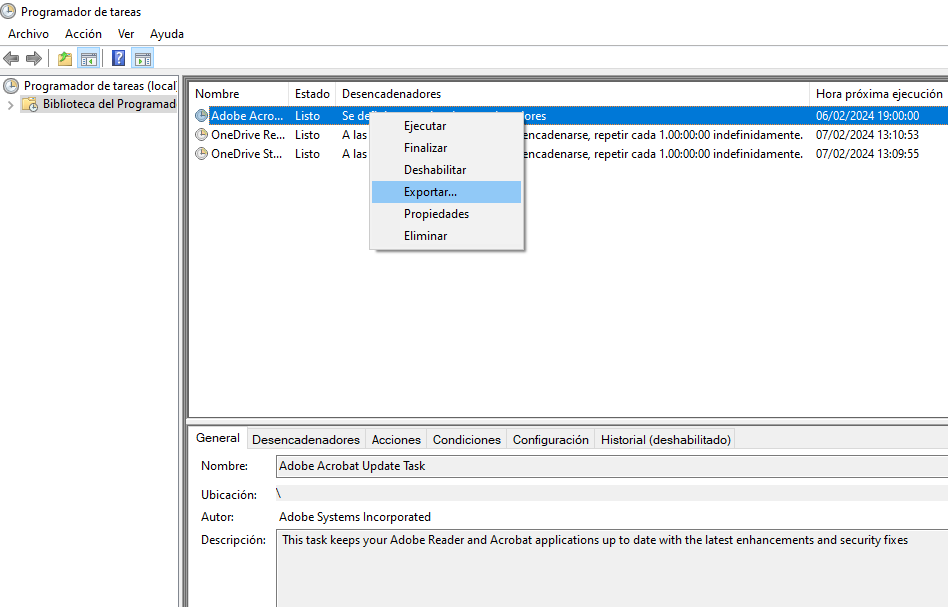 Programador de tareas
Archivo Acción Ver Ayuda
Programador de tareas (local)
Biblioteca del Programad
Nombre Estado Desencadenadores Hora próxima ejecución
Adobe Acro... Listo Se de ores 06/02/2024 19:00:00
OneDrive Re... Listo A las encadenarse, repetir cada 1.00:00:00 indefinidamente. 07/02/2024 13:10:53
OneDrive St... Listo A las encadenarse, repetir cada 1.00:00:00 indefinidamente. 07/02/2024 13:09:55
Ejecutar
Finalizar
Deshabilitar
Exportar...
Propiedades
Eliminar
General Desencadenadores Acciones Condiciones Configuración Historial (deshabilitado)
Nombre: Adobe Acrobat Update Task
Ubicación: \
Autor: Adobe Systems Incorporated
Descripción: This task keeps your Adobe Reader and Acrobat applications up to date with the latest enhancements and security fixes